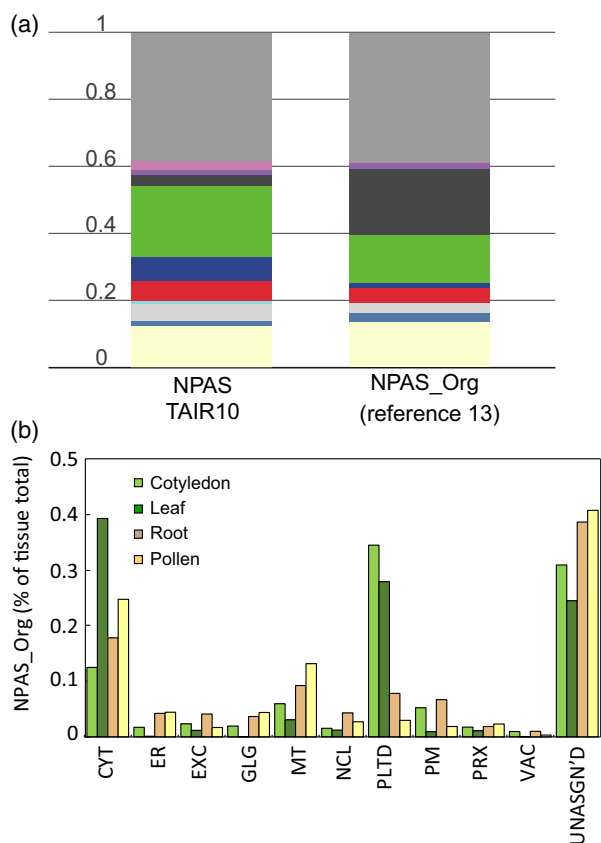 (a)
1
0.8
0.6
0.4
0.2
0
NPAS
TAIR10
NPAS_Org
(reference 13)
(b)
NPAS_Org (% of tissue total)
0.5
0.4
0.3
0.2
0.1
0
Cotyledon
Leaf
Root
Pollen
CYT
ER
EXC
GLG
MT
NCL
PLTD
PM
PRX
VAC
UNASGN'D